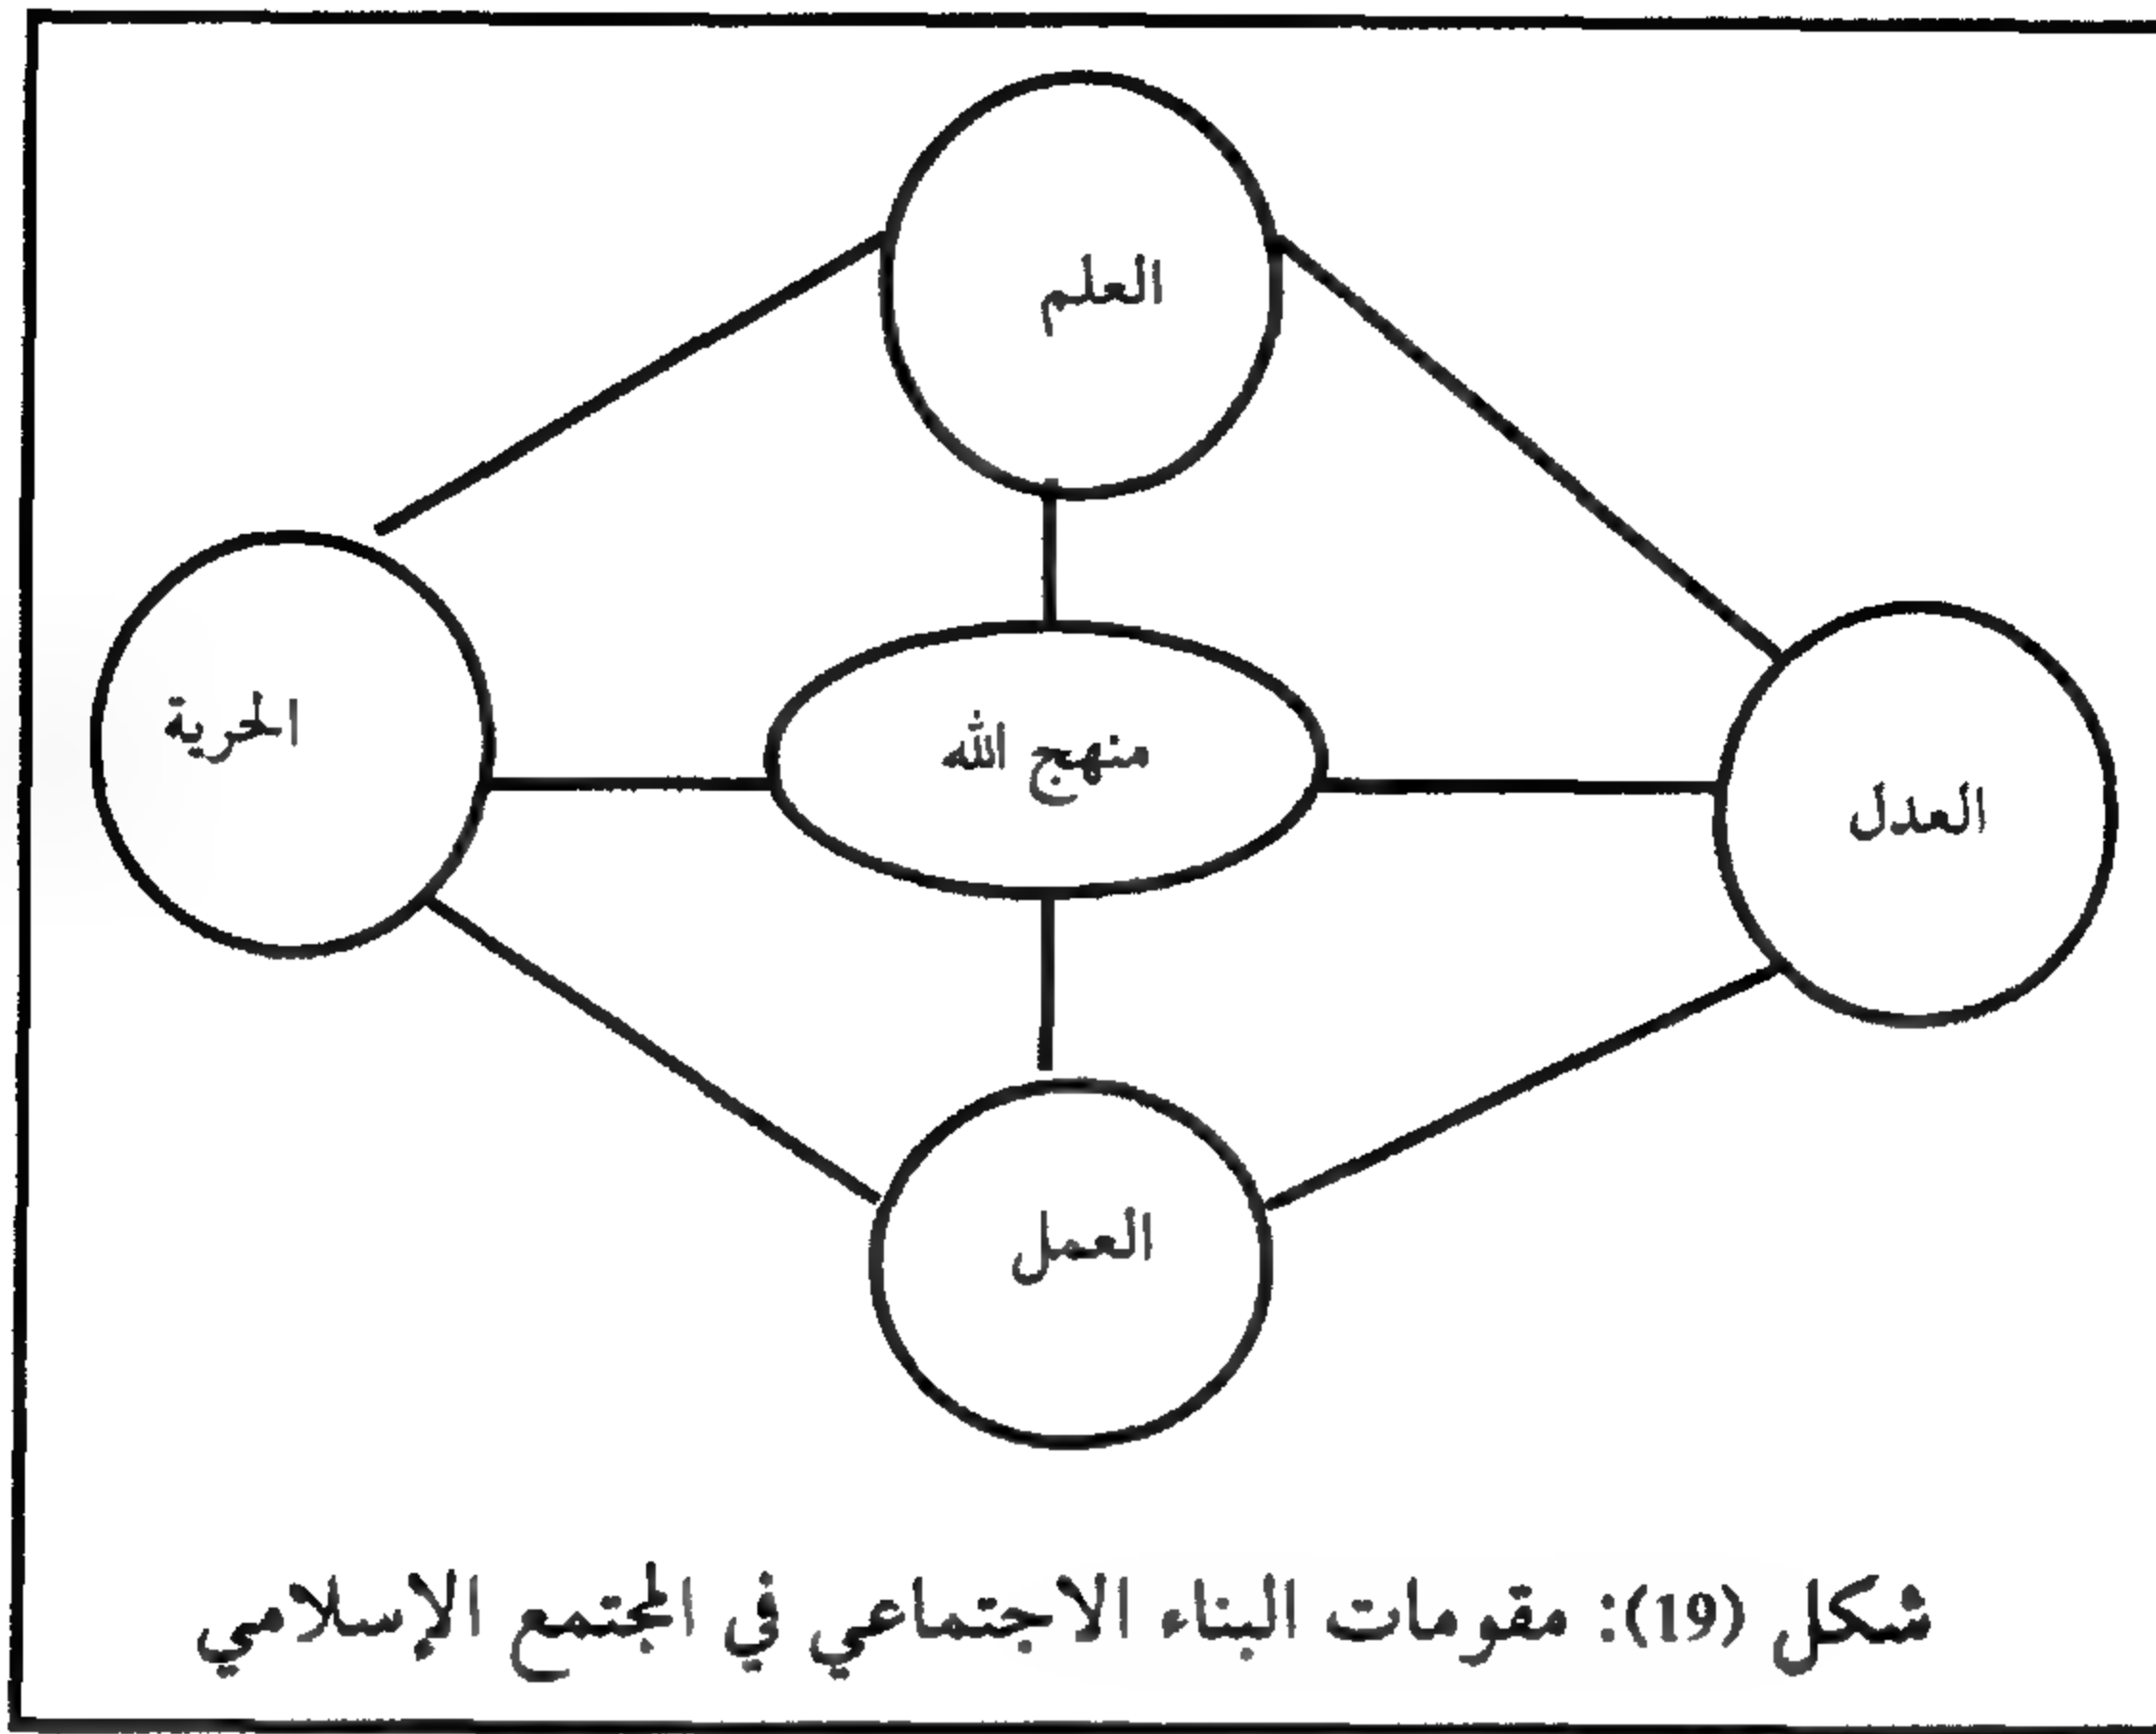 العلم
العدل
منهج الله
الحرية
العمل
شكل (19): مقومات البناء الاجتماعي في المجتمع الإسلامي